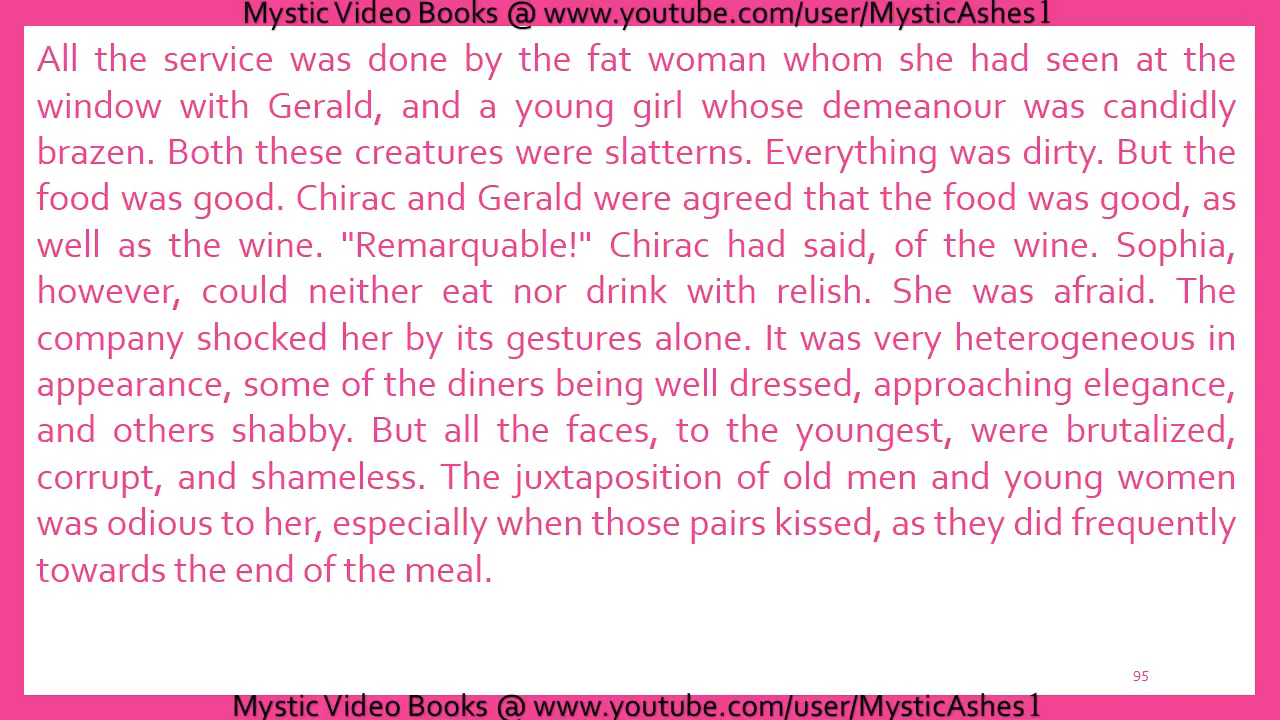 Mystic Video Books @ www.youtube.com/user/MysticAshes1
All the service was done by the fat woman whom she had seen at the
window with Gerald, and a young girl whose demeanour was candidly
brazen. Both these creatures were slatterns. Everything was dirty. But the
food was good. Chirac and Gerald were agreed that the food was good, as
well as the wine. "Remarquable!" Chirac had said, of the wine. Sophia,
however, could neither eat nor drink with relish. She was afraid. The
company shocked her by its gestures alone. It was very heterogeneous in
appearance, some of the diners being well dressed, approaching elegance,
and others shabby. But all the faces, to the youngest, were brutalized,
corrupt, and shameless. The juxtaposition of old men and young women
was odious to her, especially when those pairs kissed, as they did frequently
towards the end of the meal.
95
Mystic Video Books @ www.youtube.com/user/MysticAshes1